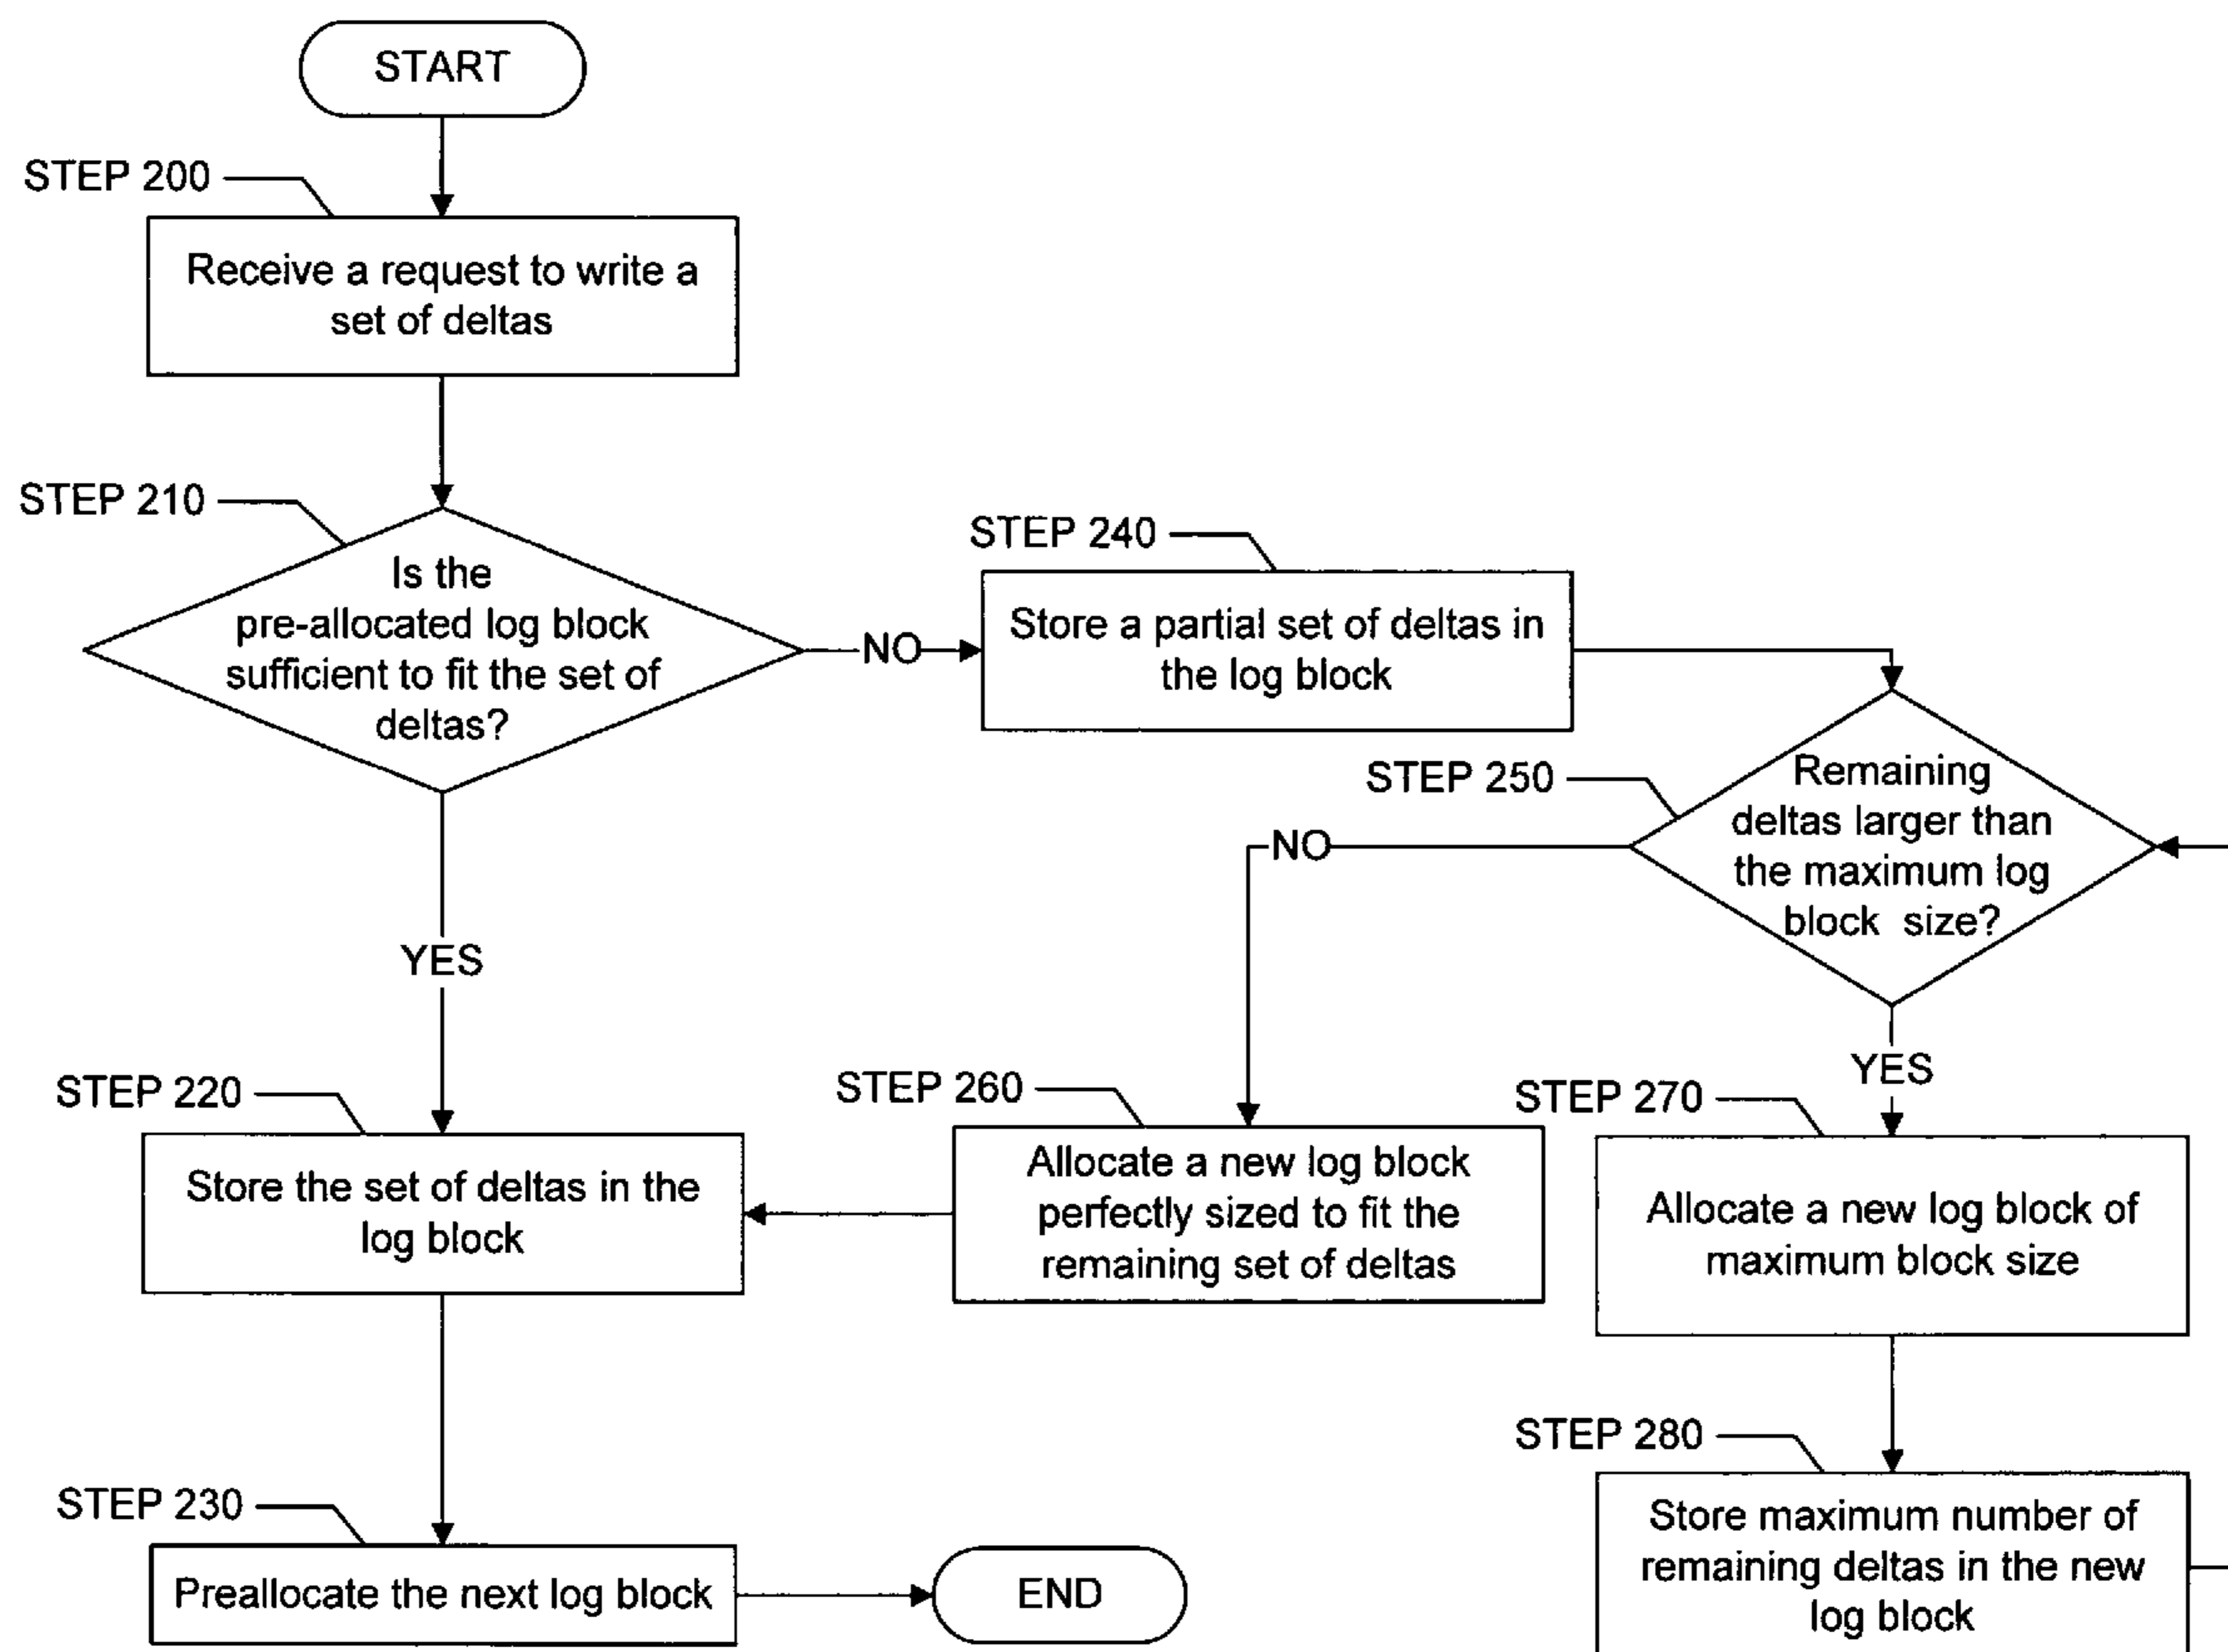 START
STEP 200
Receive a request to write a
set of deltas
STEP 210
Is the
pre-allocated log block
sufficient to fit the set of
deltas?
NO
STEP 240
Store a partial set of deltas in
the log block
STEP 250
Remaining
deltas larger than
the maximum log
block size?
NO
YES
YES
STEP 220
Store the set of deltas in the
log block
STEP 260
Allocate a new log block
perfectly sized to fit the
remaining set of deltas
STEP 270
Allocate a new log block of
maximum block size
STEP 280
Store maximum number of
remaining deltas in the new
log block
STEP 230
Preallocate the next log block
END